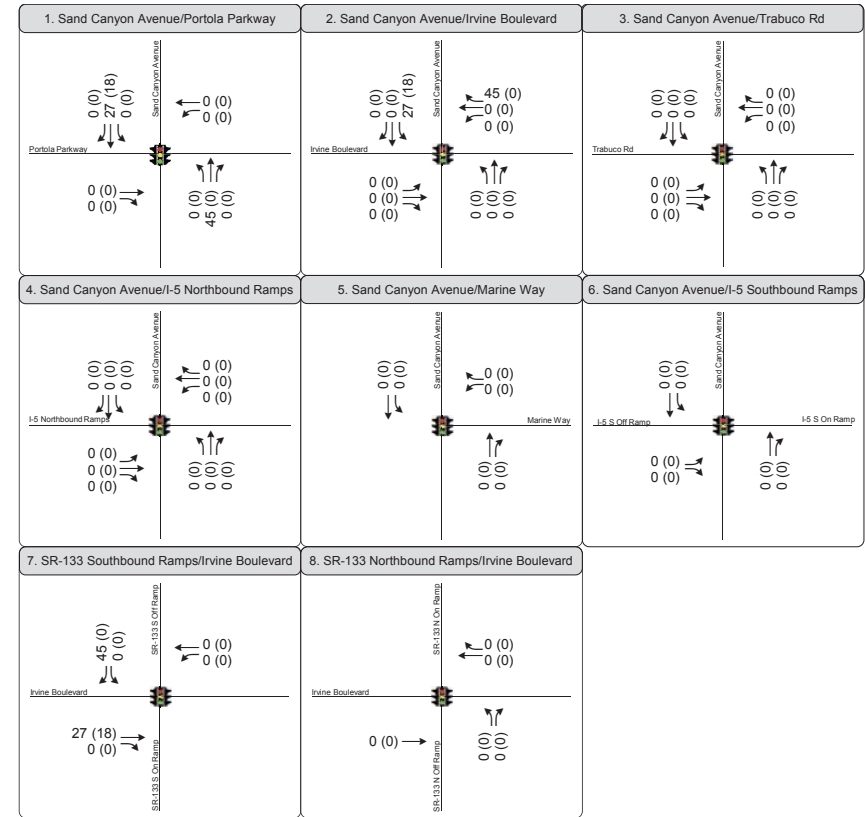 1. Sand Canyon Avenue/Portola Parkway
0 (0)
27 (18)
0 (0)
Sand Canyon Avenue
0 (0)
0 (0)
Portola Parkway
0 (0)
0 (0)
0 (0)
45 (0)
0 (0)
2. Sand Canyon Avenue/Irvine Boulevard
0 (0)
0 (0)
27 (18)
Sand Canyon Avenue
45 (0)
0 (0)
0 (0)
Irvine Boulevard
0 (0)
0 (0)
0 (0)
0 (0)
0 (0)
0 (0)
3. Sand Canyon Avenue/Trabuco Rd
0 (0)
0 (0)
0 (0)
Sand Canyon Avenue
0 (0)
0 (0)
0 (0)
Trabuco Rd
0 (0)
0 (0)
0 (0)
0 (0)
0 (0)
0 (0)
4. Sand Canyon Avenue/I-5 Northbound Ramps
0 (0)
0 (0)
0 (0)
Sand Canyon Avenue
0 (0)
0 (0)
0 (0)
I-5 Northbound Ramps
0 (0)
0 (0)
0 (0)
0 (0)
0 (0)
0 (0)
5. Sand Canyon Avenue/Marine Way
0 (0)
0 (0)
Sand Canyon Avenue
0 (0)
0 (0)
Marine Way
0 (0)
0 (0)
6. Sand Canyon Avenue/I-5 Southbound Ramps
0 (0)
0 (0)
Sand Canyon Avenue
I-5 S Off Ramp
I-5 S On Ramp
0 (0)
0 (0)
0 (0)
0 (0)
7. SR-133 Southbound Ramps/Irvine Boulevard
45 (0)
0 (0)
SR-133 S Off Ramp
0 (0)
0 (0)
Irvine Boulevard
27 (18)
0 (0)
SR-133 S On Ramp
8. SR-133 Northbound Ramps/Irvine Boulevard
SR-133 N On Ramp
0 (0)
0 (0)
Irvine Boulevard
0 (0)
SR-133 N Off Ramp
0 (0)
0 (0)